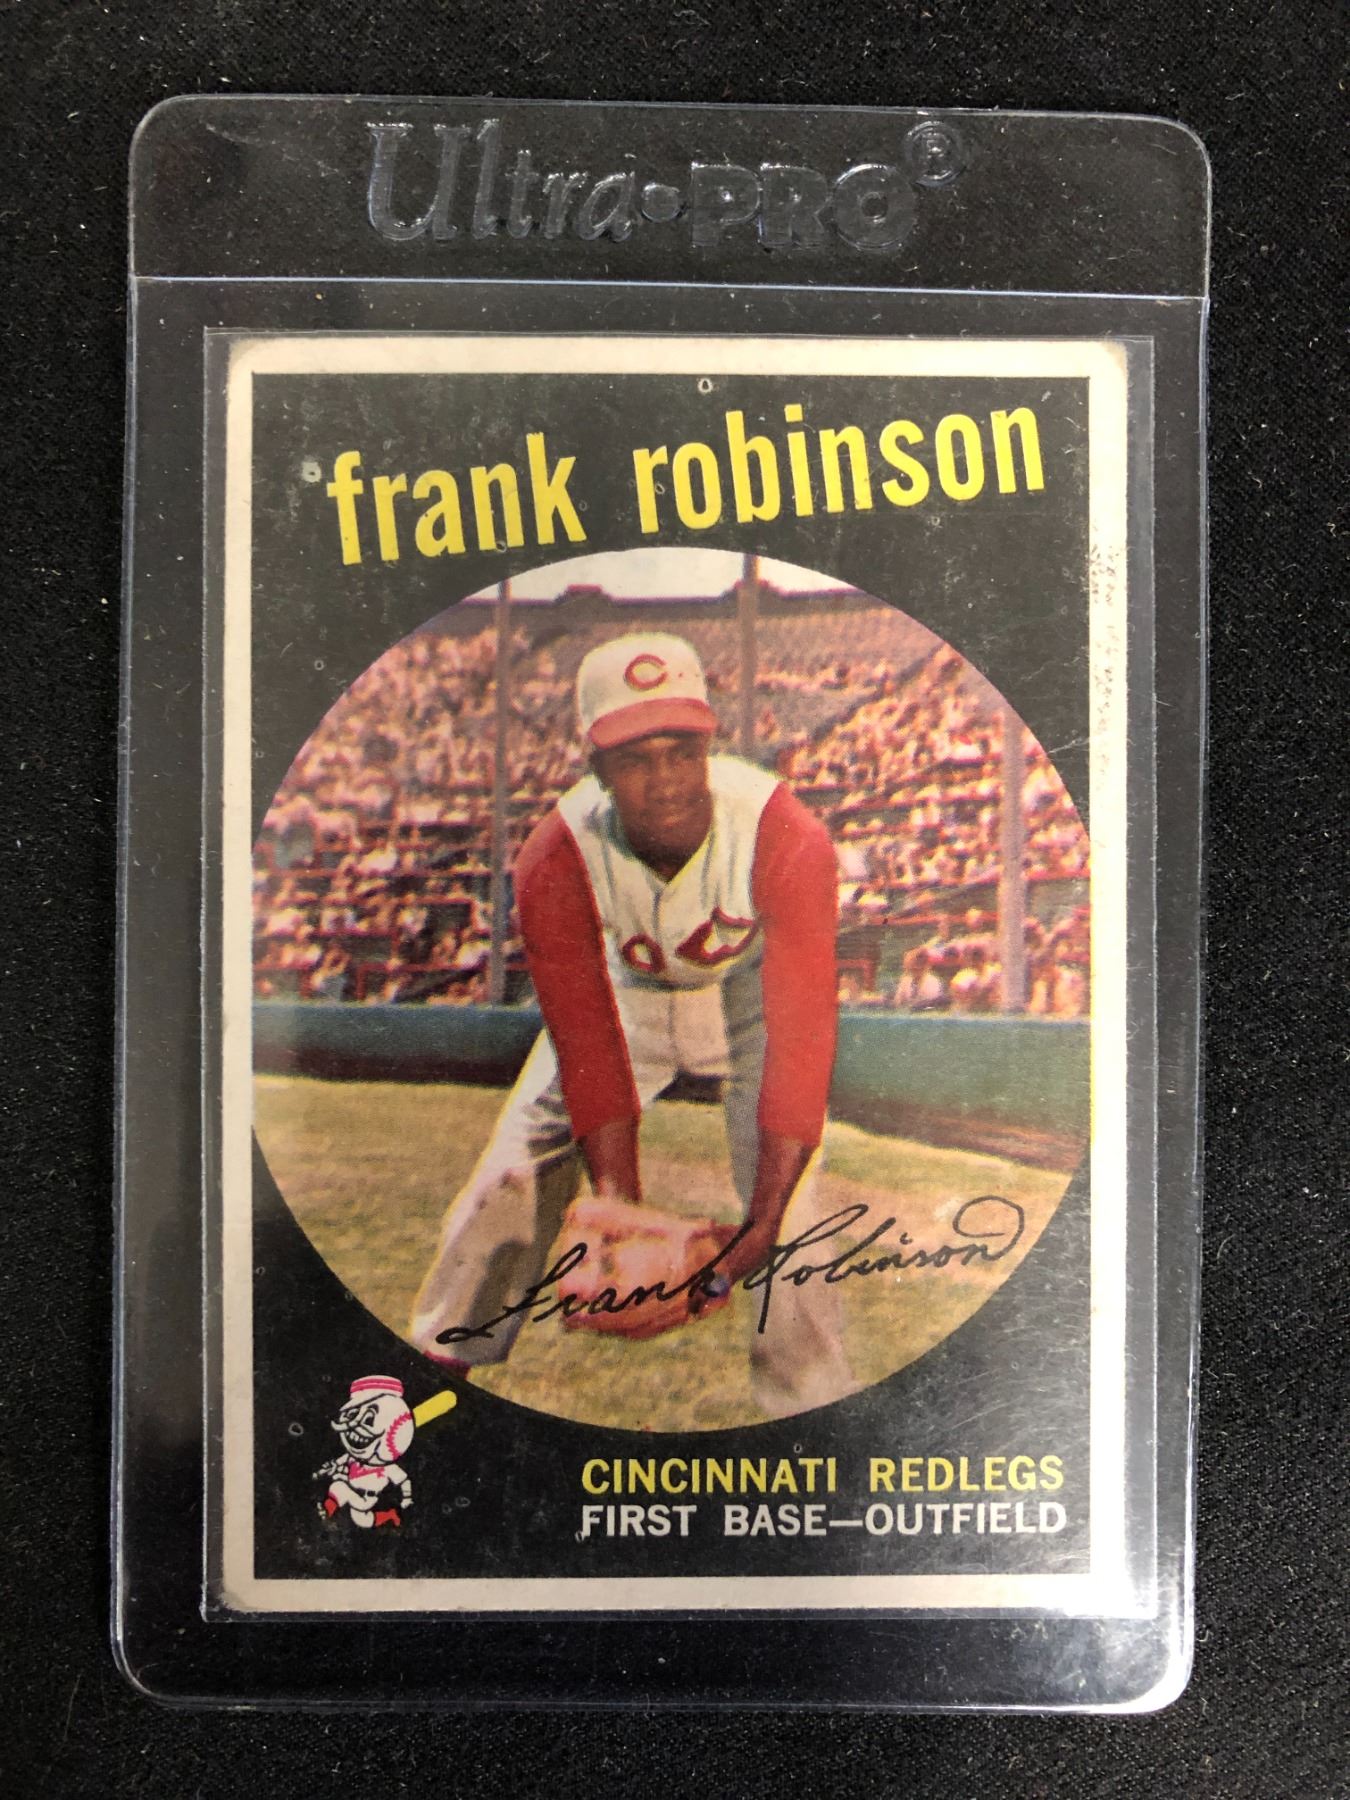 Ultra•PRO®
frank robinson
C
Frank Robinson
CINCINNATI REDLEGS
FIRST BASE—OUTFIELD